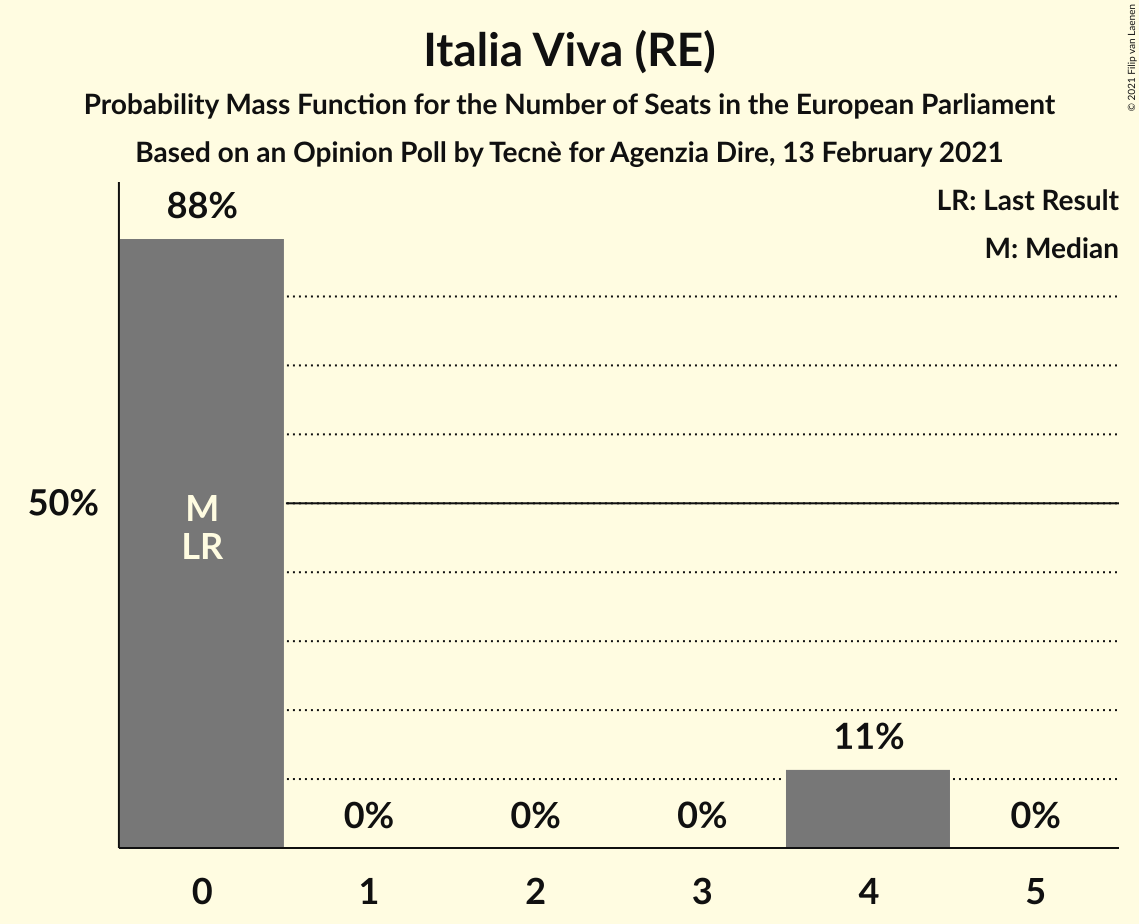 Italia Viva (RE)
Probability Mass Function for the Number of Seats in the European Parliament
Based on an Opinion Poll by Tecnè for Agenzia Dire, 13 February 2021
© 2021 Filip van Laenen
LR: Last Result
M: Median
88%
50%
M
LR
11%
0%
0%
0%
0%
0
1
2
3
4
5